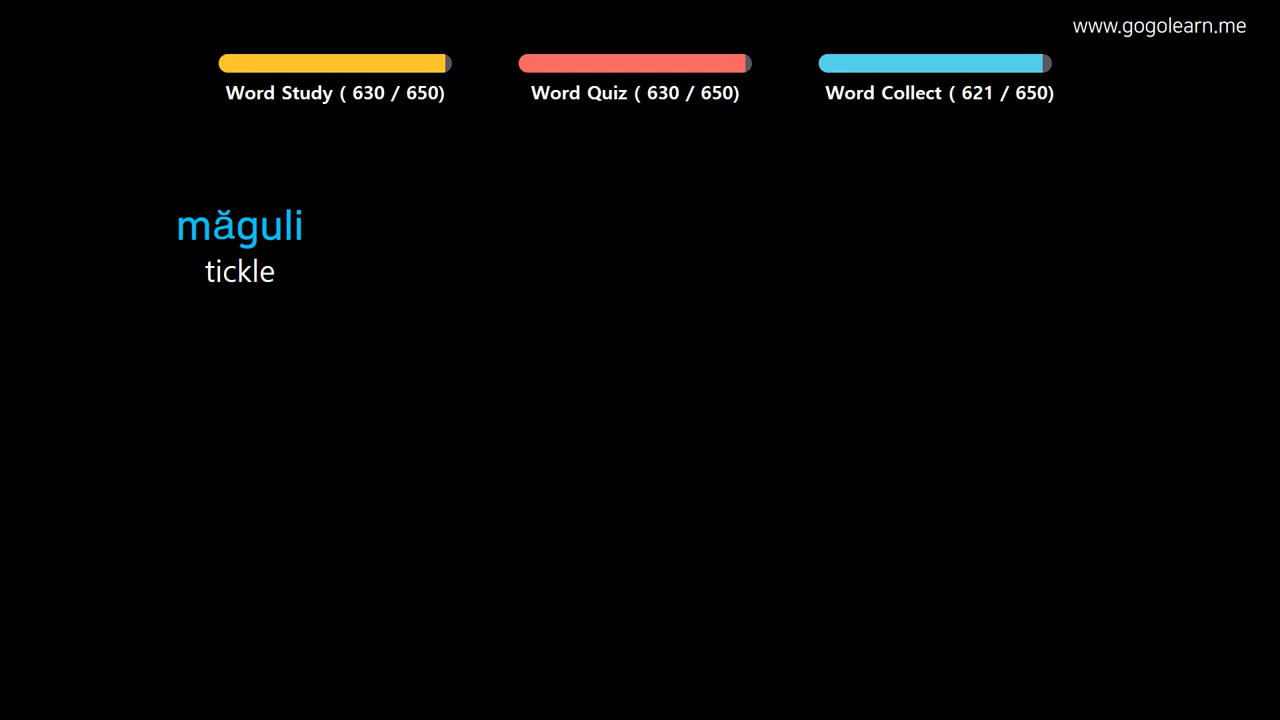 www.gogolearn.me
Word Study ( 630 / 650)
Word Quiz ( 630 / 650)
Word Collect ( 621 / 650)
măguli
tickle